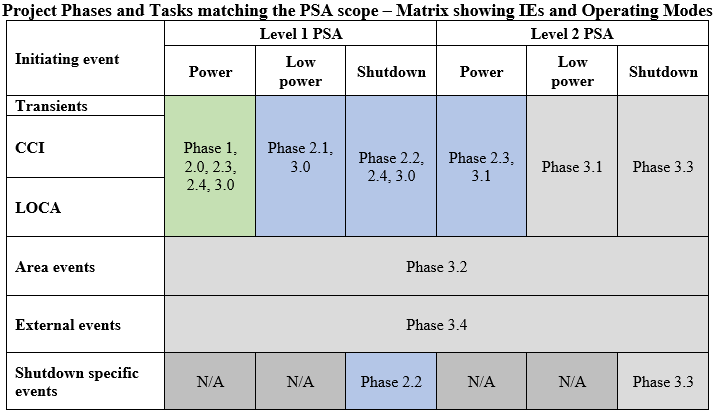 Project Phases and Tasks matching the PSA scope – Matrix showing IEs and Operating Modes
Initiating event
Level 1 PSA
Level 2 PSA
Power
Low
power
Shutdown
Power
Low
power
Shutdown
Transients
CCI
LOCA
Phase 1,
2.0, 2.3,
2.4, 3.0
Phase 2.1,
3.0
Phase 2.2,
2.4, 3.0
Phase 2.3,
3.1
Phase 3.1
Phase 3.3
Area events
Phase 3.2
External events
Phase 3.4
Shutdown specific
events
N/A
N/A
Phase 2.2
N/A
N/A
Phase 3.3